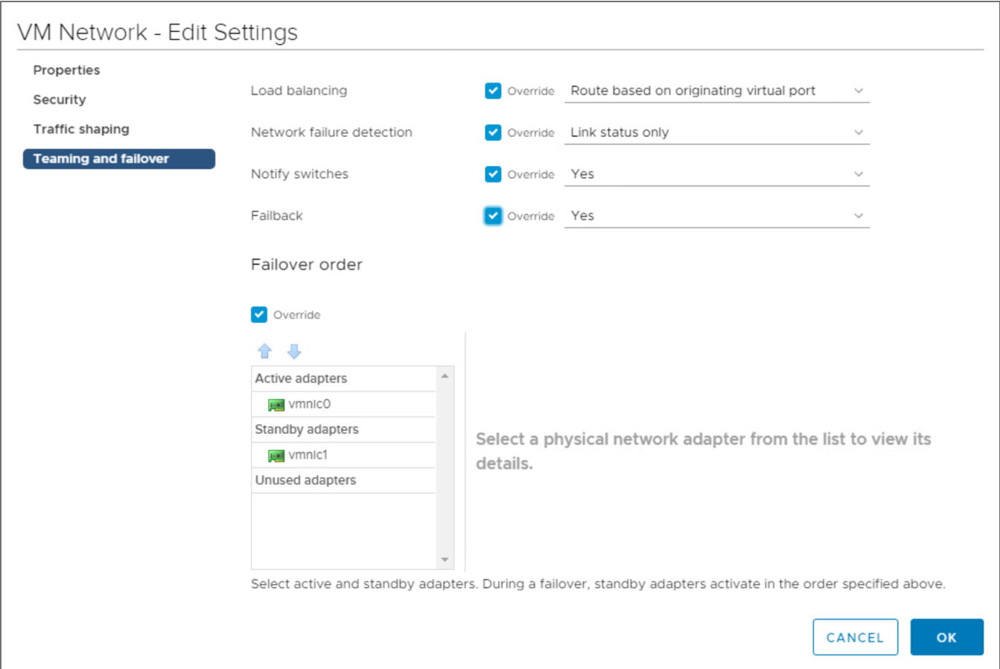 VM Network - Edit Settings
Properties
Security
Traffic shaping
Teaming and failover
Load balancing Override Route based on originating virtual port
Network failure detection Override Link status only
Notify switches Override Yes
Failback Override Yes
Failover order
Override
Active adapters
vmnic0
Standby adapters
vmnic1
Unused adapters
Select a physical network adapter from the list to view its
details.
Select active and standby adapters. During a failover, standby adapters activate in the order specified above.
CANCEL OK